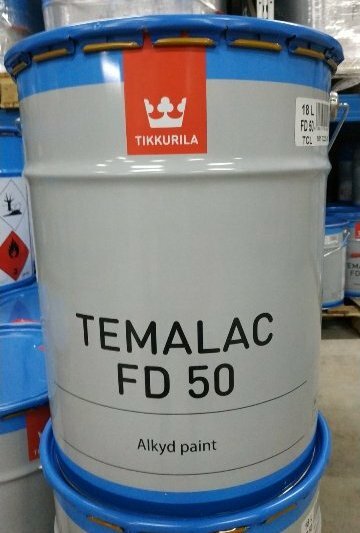 TIKKURILA
18 L
FD 50
TCL
TEMALAC
FD 50
Alkyd paint